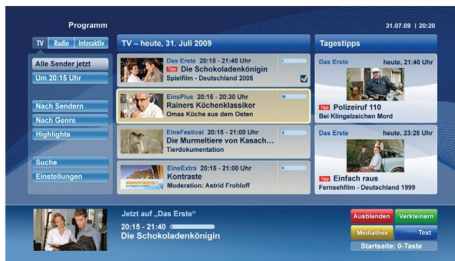 Programm
31.07.09 | 20:20
TV Radio Interaktiv
TV – heute, 31. Juli 2009
Tagestipps
Alle Sender jetzt
Um 20:15 Uhr
Nach Sendern
Nach Genre
Highlights
Suche
Einstellungen
Das Erste 20:15 - 21:40 Uhr
Tipp Die Schokoladenkönigin
Spielfilm - Deutschland 2005
EinsPlus - 20:15 - 20:30 Uhr
Rainers Küchenklassiker
Omas Küche aus dem Osten
EinsFestival 20:15 - 21:00 Uhr
Die Murmeltiere von Kasach...
Tierdokumentation
EinsExtra 20:15 - 21:00 Uhr
Kontraste
Moderation: Astrid Frohloff
Das Erste heute, 21:40 Uhr
Tipp Polizeiruf 110
Bei Klingelzeichen Mord
Das Erste heute, 23:25 Uhr
Tipp Einfach raus
Fernsehfilm - Deutschland 1999
Jetzt auf „Das Erste“
20:15 - 21:40
Die Schokoladenkönigin
Ausblenden Verkleinern
Mediathek Text
Startseite: 0-Taste